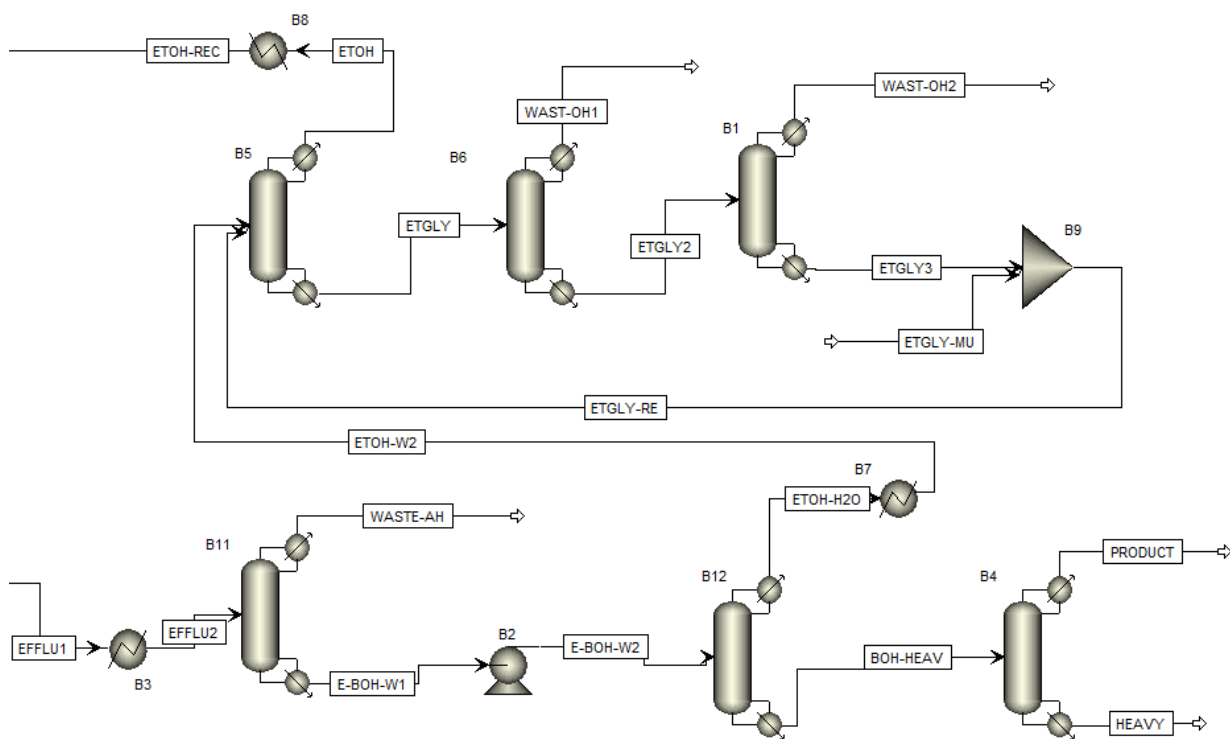 B8
ETOH-REC
ETOH
WAST-OH1
WAST-OH2
B5
B6
B1
ETGLY
ETGLY2
B9
ETGLY3
ETGLY-MU
ETGLY-RE
ETOH-W2
B7
ETOH-H2O
WASTE-AH
B11
B12
B4
PRODUCT
EFFLU1
EFFLU2
B3
E-BOH-W1
B2
E-BOH-W2
BOH-HEAV
HEAVY